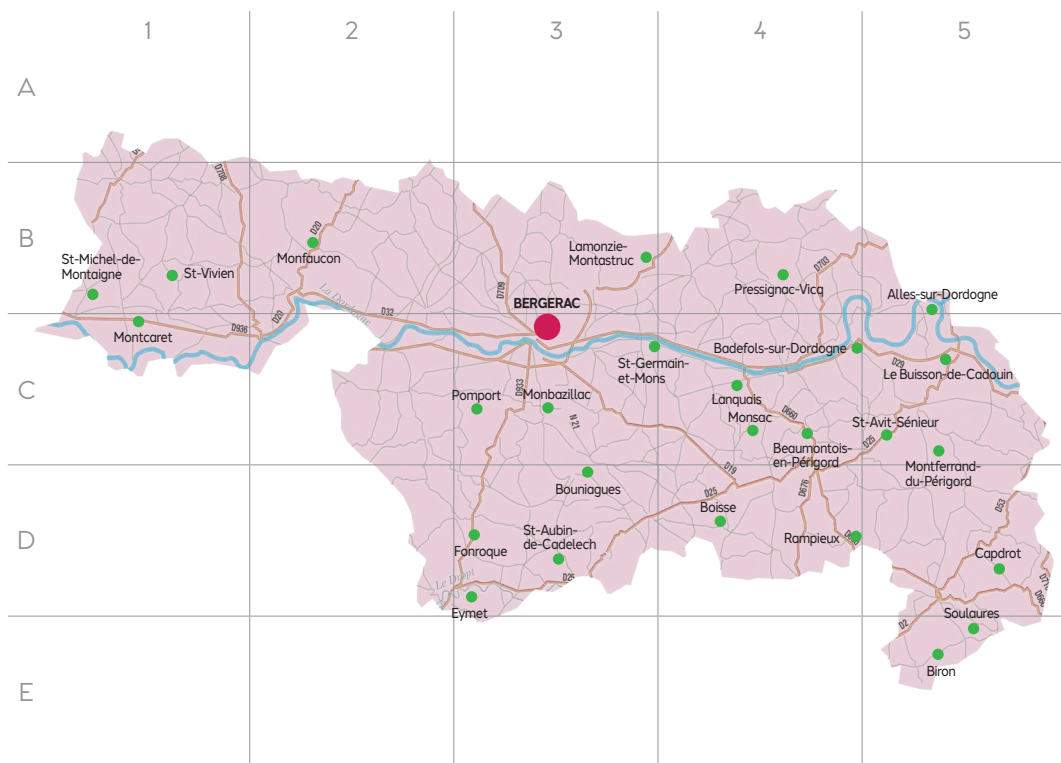 1
2
3
4
5
A
B
C
D
E
D708
D20
D709
D703
St-Michel-de-
Montaigne
St-Vivien
Monfaucon
Lamonzie-
Montastruc
Pressignac-Vicq
Alles-sur-Dordogne
La Dordogne
D32
BERGERAC
D20
D936
Montcaret
St-Germain-
et-Mons
Badefols-sur-Dordogne
D29
Le Buisson-de-Cadouin
D933
Pomport
Monbazillac
N 21
Lanquais
Monsac
D660
Beaumontois-
en-Périgord
St-Avit-Sénieur
D25
Montferrand-
du-Périgord
D19
Bouniagues
D25
D676
Boisse
D53
St-Aubin-
de-Cadelech
Fonroque
Rampieux
Capdrot
Le Dropt
D25
Eymet
Soulaures
D2
Biron